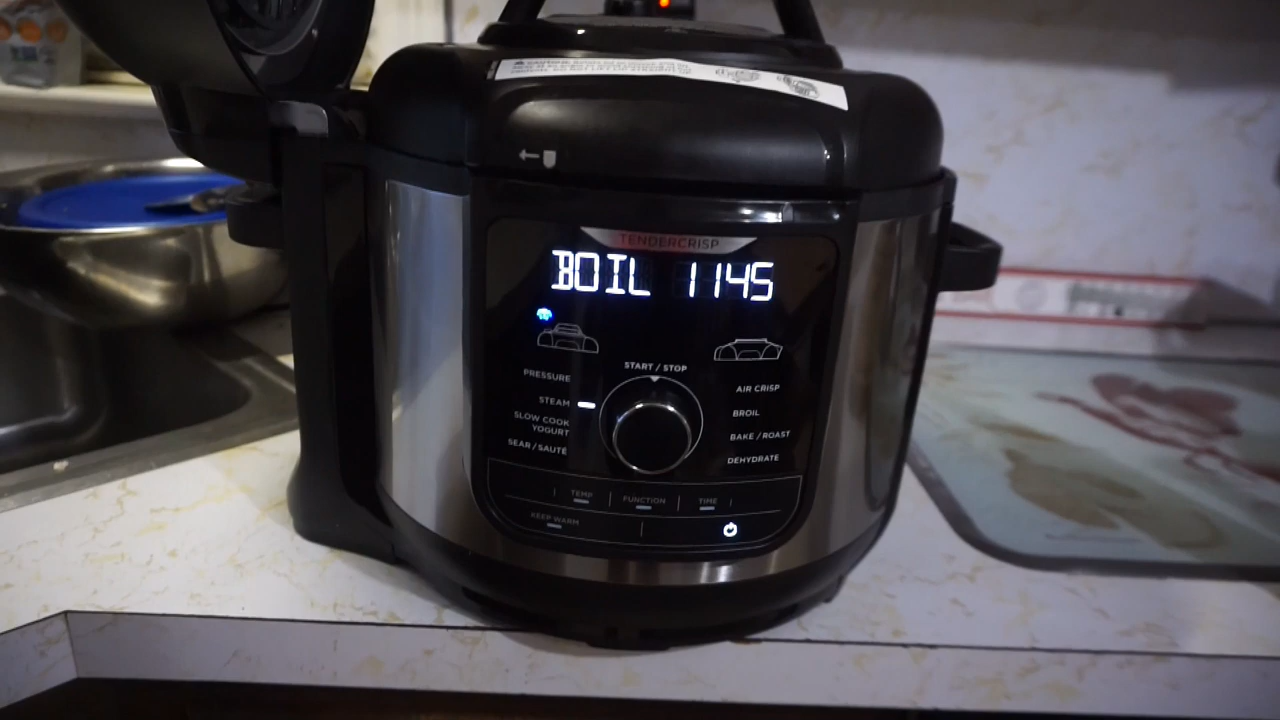 TENDERCRISP
BOIL 1145
START / STOP
PRESSURE
STEAM
SLOW COOK
YOGURT
SEAR/SAUTÉ
AIR CRISP
BROIL
BAKE / ROAST
DEHYDRATE
TEMP FUNCTION TIME
KEEP WARM